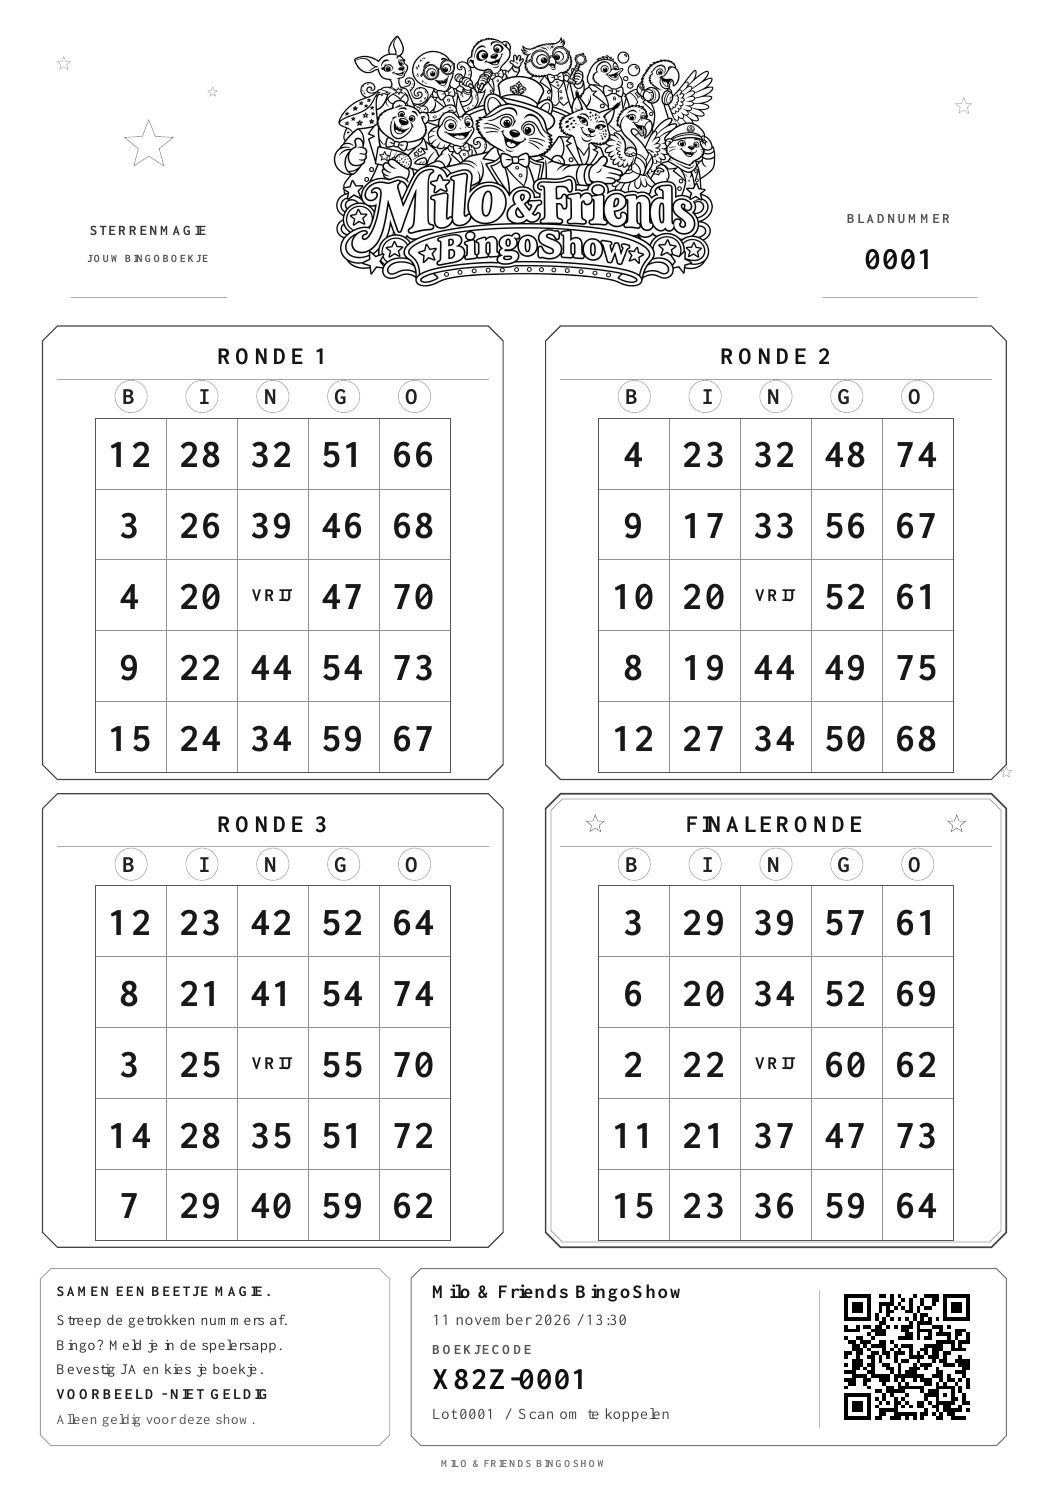 Milo & Friends
BingoShow
STERRENMAGIE
JOUW BINGOBOEKJE
BLADNUMMER
0001
RONDE 1
B I N G O
12 28 32 51 66
3 26 39 46 68
4 20 VRIJ 47 70
9 22 44 54 73
15 24 34 59 67
RONDE 2
B I N G O
4 23 32 48 74
9 17 33 56 67
10 20 VRIJ 52 61
8 19 44 49 75
12 27 34 50 68
RONDE 3
B I N G O
12 23 42 52 64
8 21 41 54 74
3 25 VRIJ 55 70
14 28 35 51 72
7 29 40 59 62
FINALERONDE
B I N G O
3 29 39 57 61
6 20 34 52 69
2 22 VRIJ 60 62
11 21 37 47 73
15 23 36 59 64
SAMEN EEN BEETJE MAGIE.
Streep de getrokken nummers af.
Bingo? Meld je in de spelersapp.
Bevestig JA en kies je boekje.
VOORBEELD - NIET GELDIG
Alleen geldig voor deze show.
Milo & Friends BingoShow
11 november 2026 / 13:30
BOEKJECODE
X82Z-0001
Lot 0001 / Scan om te koppelen
MILO & FRIENDS BINGOSHOW